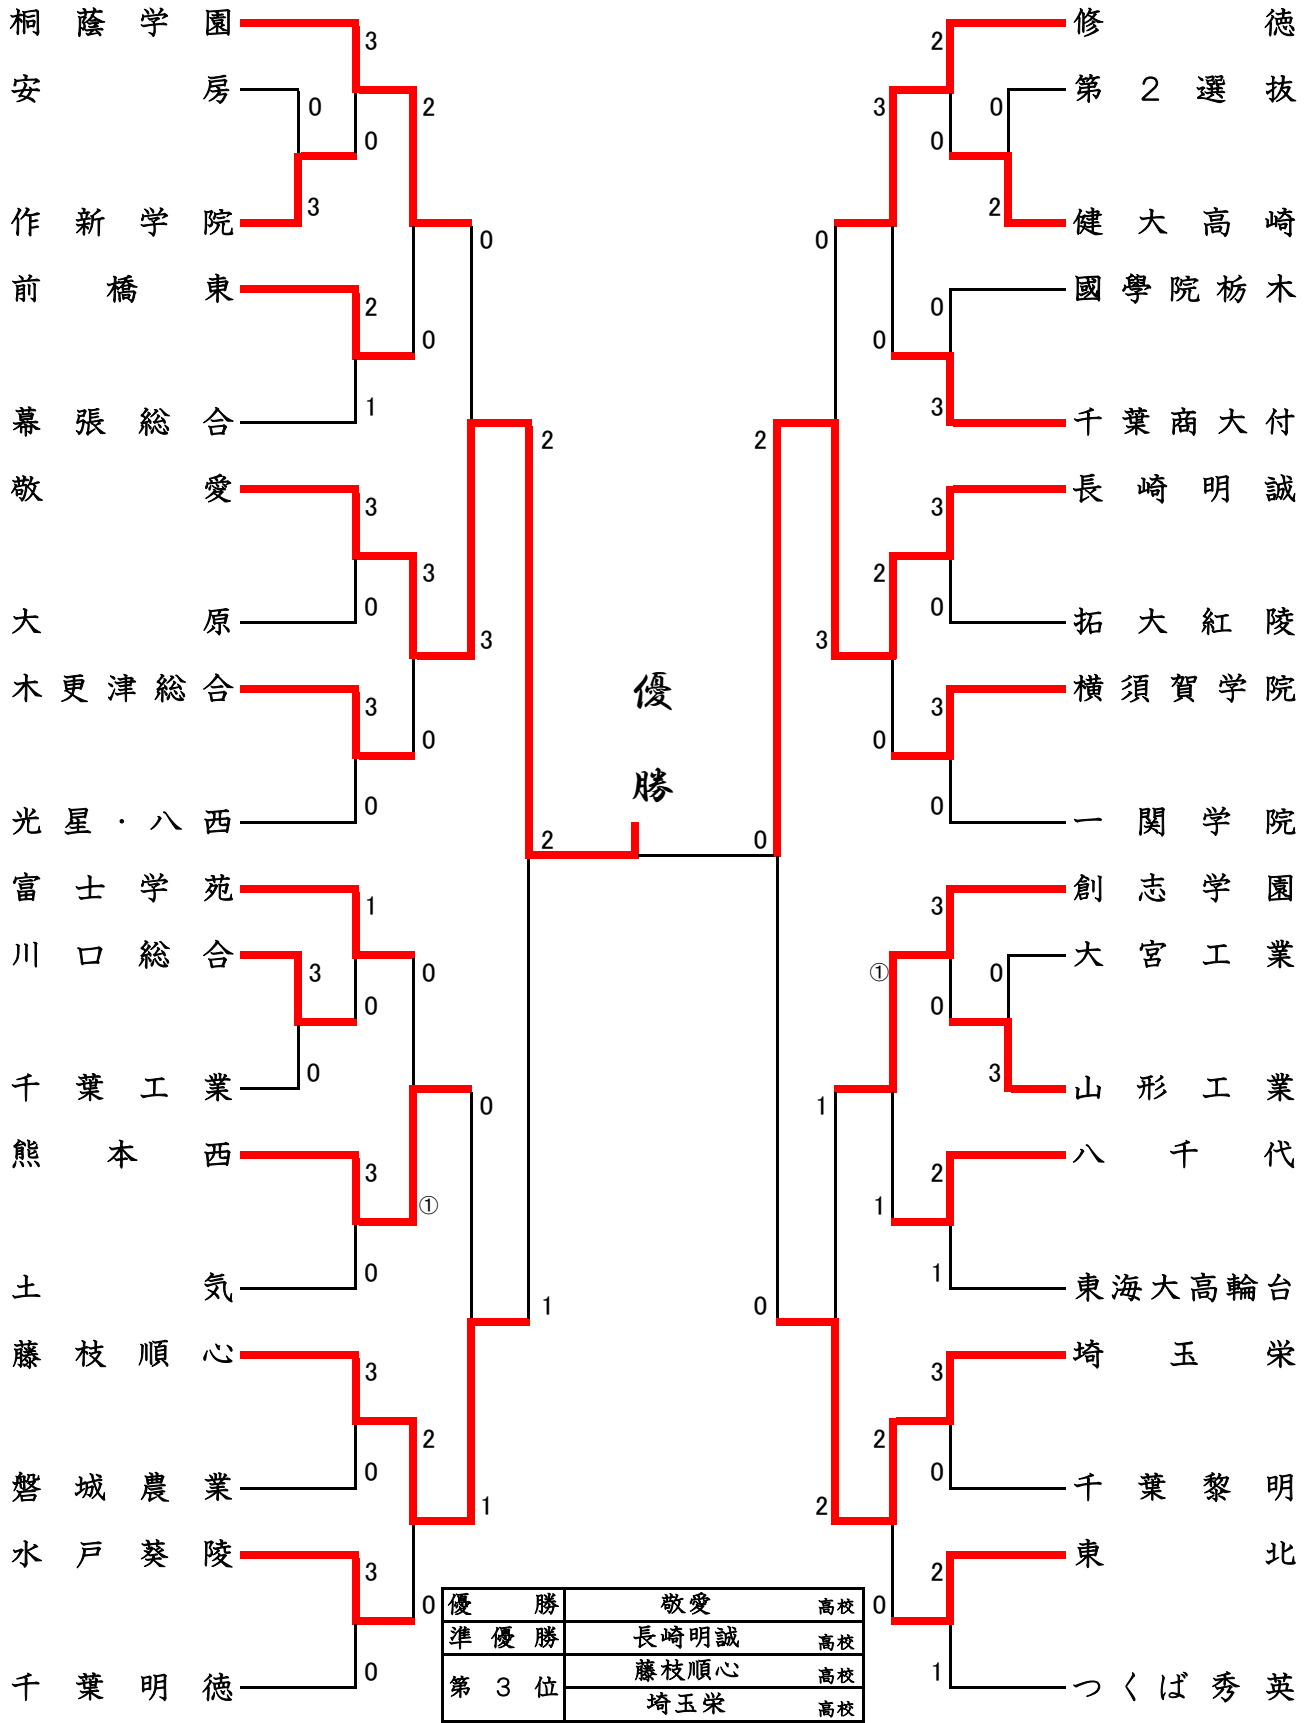 桐蔭学園
3
安房
0
2
0
作新学院
3
0
前橋東
2
0
幕張総合
1
2
敬愛
3
3
大原
0
3
木更津総合
3
0
光星・八西
0
2
富士学苑
1
川口総合
3
0
0
千葉工業
0
0
熊本西
3
①
土気
0
1
藤枝順心
3
2
磐城農業
0
1
水戸葵陵
3
0
千葉明徳
0
優
勝
修徳
2
第2選抜
0
3
0
健大高崎
2
0
國學院栃木
0
0
千葉商大付
3
2
長崎明誠
3
2
拓大紅陵
0
3
横須賀学院
3
0
一関学院
0
0
創志学園
3
大宮工業
0
①
0
山形工業
3
1
八千代
2
1
東海大高輪台
1
0
埼玉栄
3
2
千葉黎明
0
2
東北
2
0
つくば秀英
1
優勝 敬愛 高校
準優勝 長崎明誠 高校
第3位 藤枝順心 高校
埼玉栄 高校